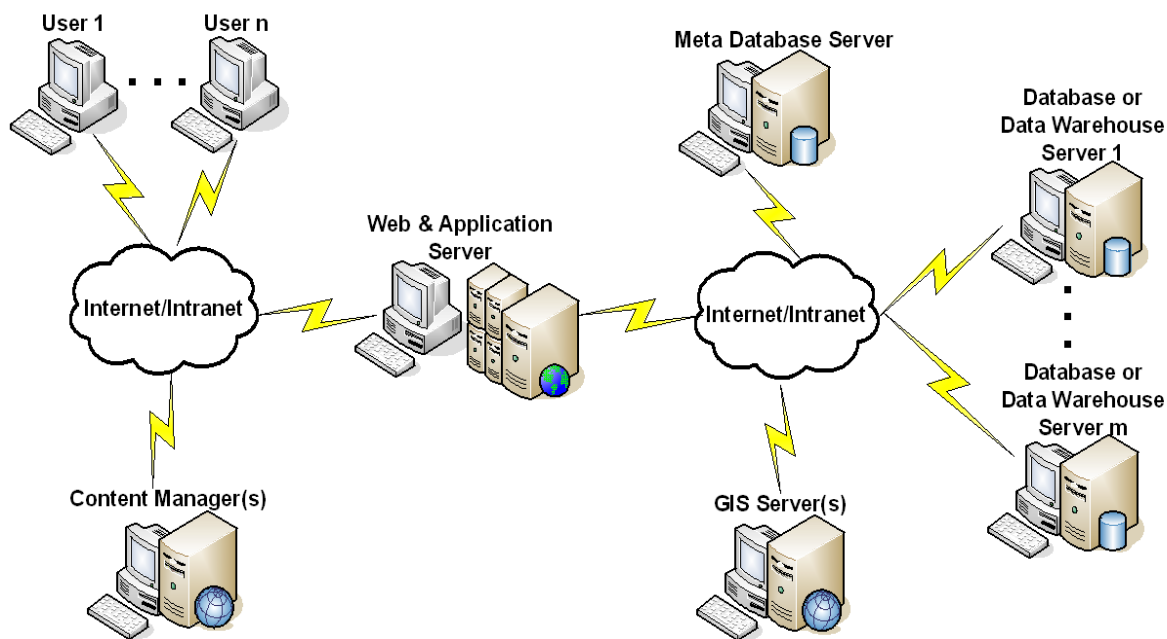 User 1
User n
Meta Database Server
Database or
Data Warehouse
Server 1
Web & Application
Server
Internet/Intranet
Internet/Intranet
Database or
Data Warehouse
Server m
Content Manager(s)
GIS Server(s)